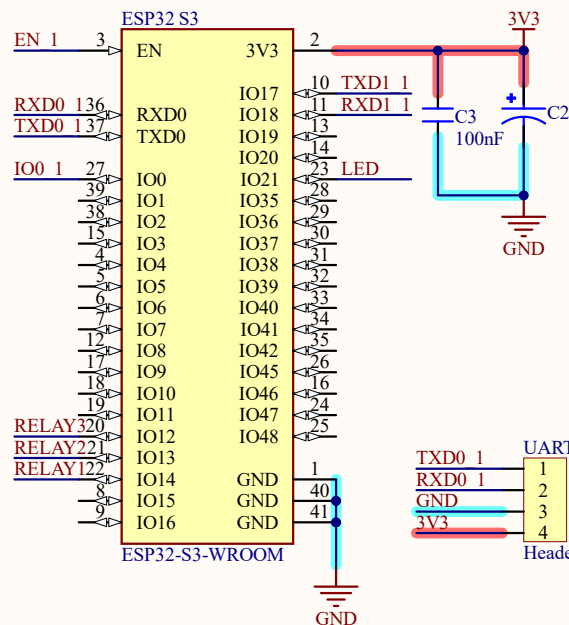 ESP32 S3
3V3
EN_1 3 EN 3V3 2
IO17 10 TXD1_1
RXD0_1 36 RXD0 IO18 11 RXD1_1
TXD0_1 37 TXD0 IO19 13
IO20 14
IO0_1 27 IO0 IO21 23 LED
39 IO1 IO35 28
38 IO2 IO36 29
15 IO3 IO37 30
4 IO4 IO38 31
5 IO5 IO39 32
6 IO6 IO40 33
7 IO7 IO41 34
12 IO8 IO42 35
17 IO9 IO45 26
18 IO10 IO46 16
19 IO11 IO47 24
RELAY3 20 IO12 IO48 25
RELAY2 21 IO13
RELAY1 22 IO14 GND 1
8 IO15 GND 40
9 IO16 GND 41
ESP32-S3-WROOM
GND
+
C3
100nF
C2
GND
UART
TXD0_1 1
RXD0_1 2
GND 3
3V3 4
Heade